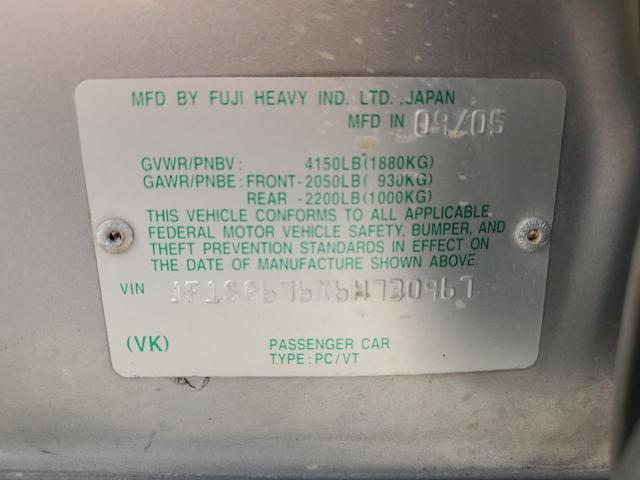 MFD BY FUJI HEAVY IND. LTD. JAPAN
MFD IN 09/05
GVWR/PNBV: 4150LB(1880KG)
GAWR/PNBE: FRONT-2050LB( 930KG)
REAR -2200LB(1000KG)
THIS VEHICLE CONFORMS TO ALL APPLICABLE
FEDERAL MOTOR VEHICLE SAFETY, BUMPER, AND
THEFT PREVENTION STANDARDS IN EFFECT ON
THE DATE OF MANUFACTURE SHOWN ABOVE.
VIN JF1SG676X6H730967
(VK) PASSENGER CAR
TYPE: PC/VT